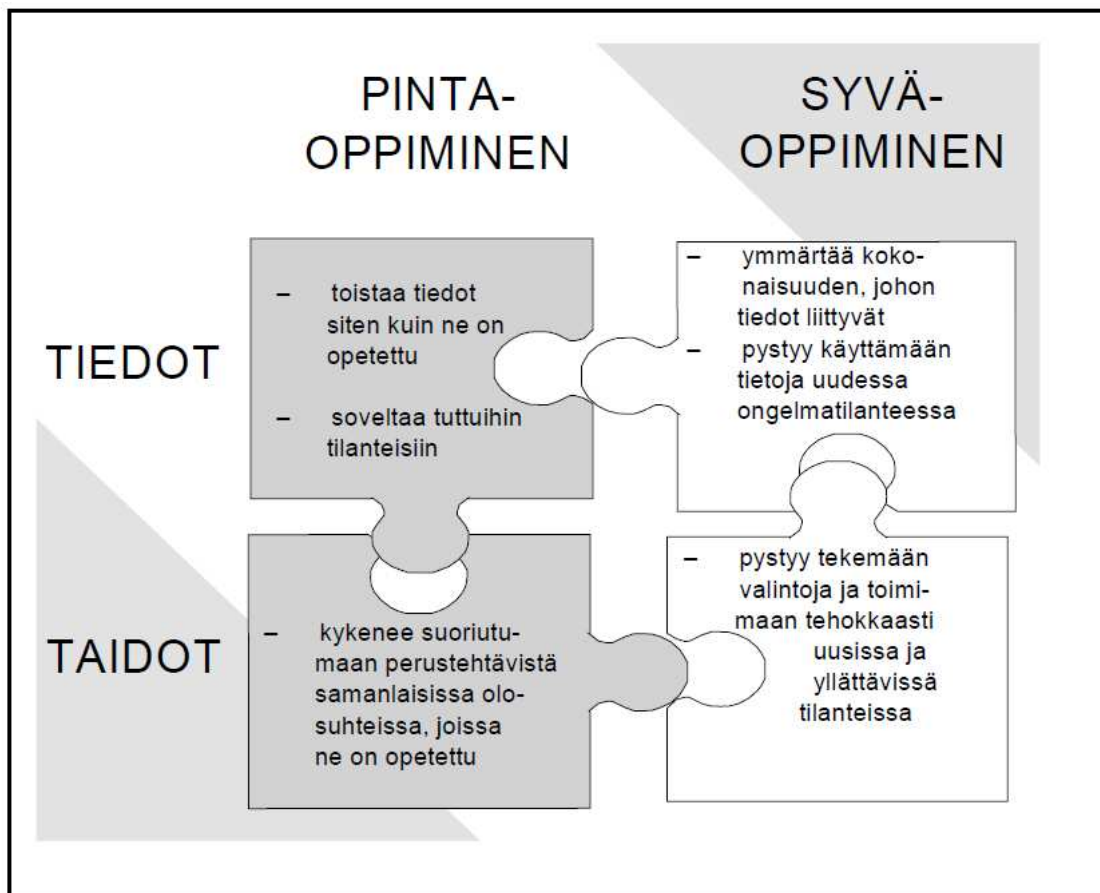 PINTA-
OPPIMINEN
SYVÄ-
OPPIMINEN
TIEDOT
– toistaa tiedot
siten kuin ne on
opetettu
– soveltaa tuttuihin
tilanteisiin
– ymmärtää koko-
naisuuden, johon
tiedot liittyvät
– pystyy käyttämään
tietoja uudessa
ongelmatilanteessa
TAIDOT
– kykenee suoriutu-
maan perustehtävistä
samanlaisissa olo-
suhteissa, joissa
ne on opetettu
– pystyy tekemään
valintoja ja toimi-
maan tehokkaasti
uusissa ja
yllättävissä
tilanteissa